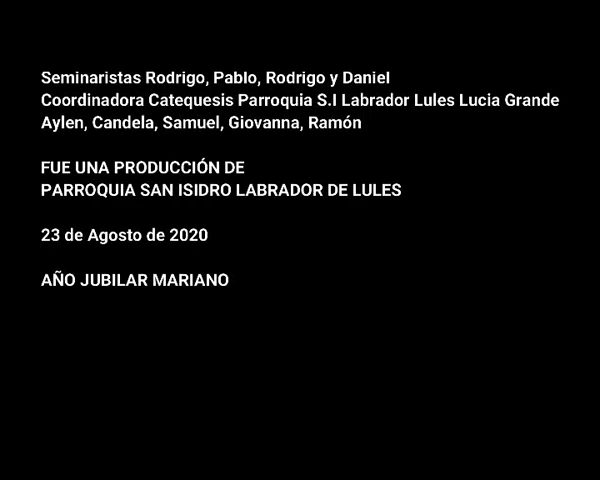 Seminaristas Rodrigo, Pablo, Rodrigo y Daniel
Coordinadora Catequesis Parroquia S.I Labrador Lules Lucia Grande
Aylen, Candela, Samuel, Giovanna, Ramón
FUE UNA PRODUCCIÓN DE
PARROQUIA SAN ISIDRO LABRADOR DE LULES
23 de Agosto de 2020
AÑO JUBILAR MARIANO